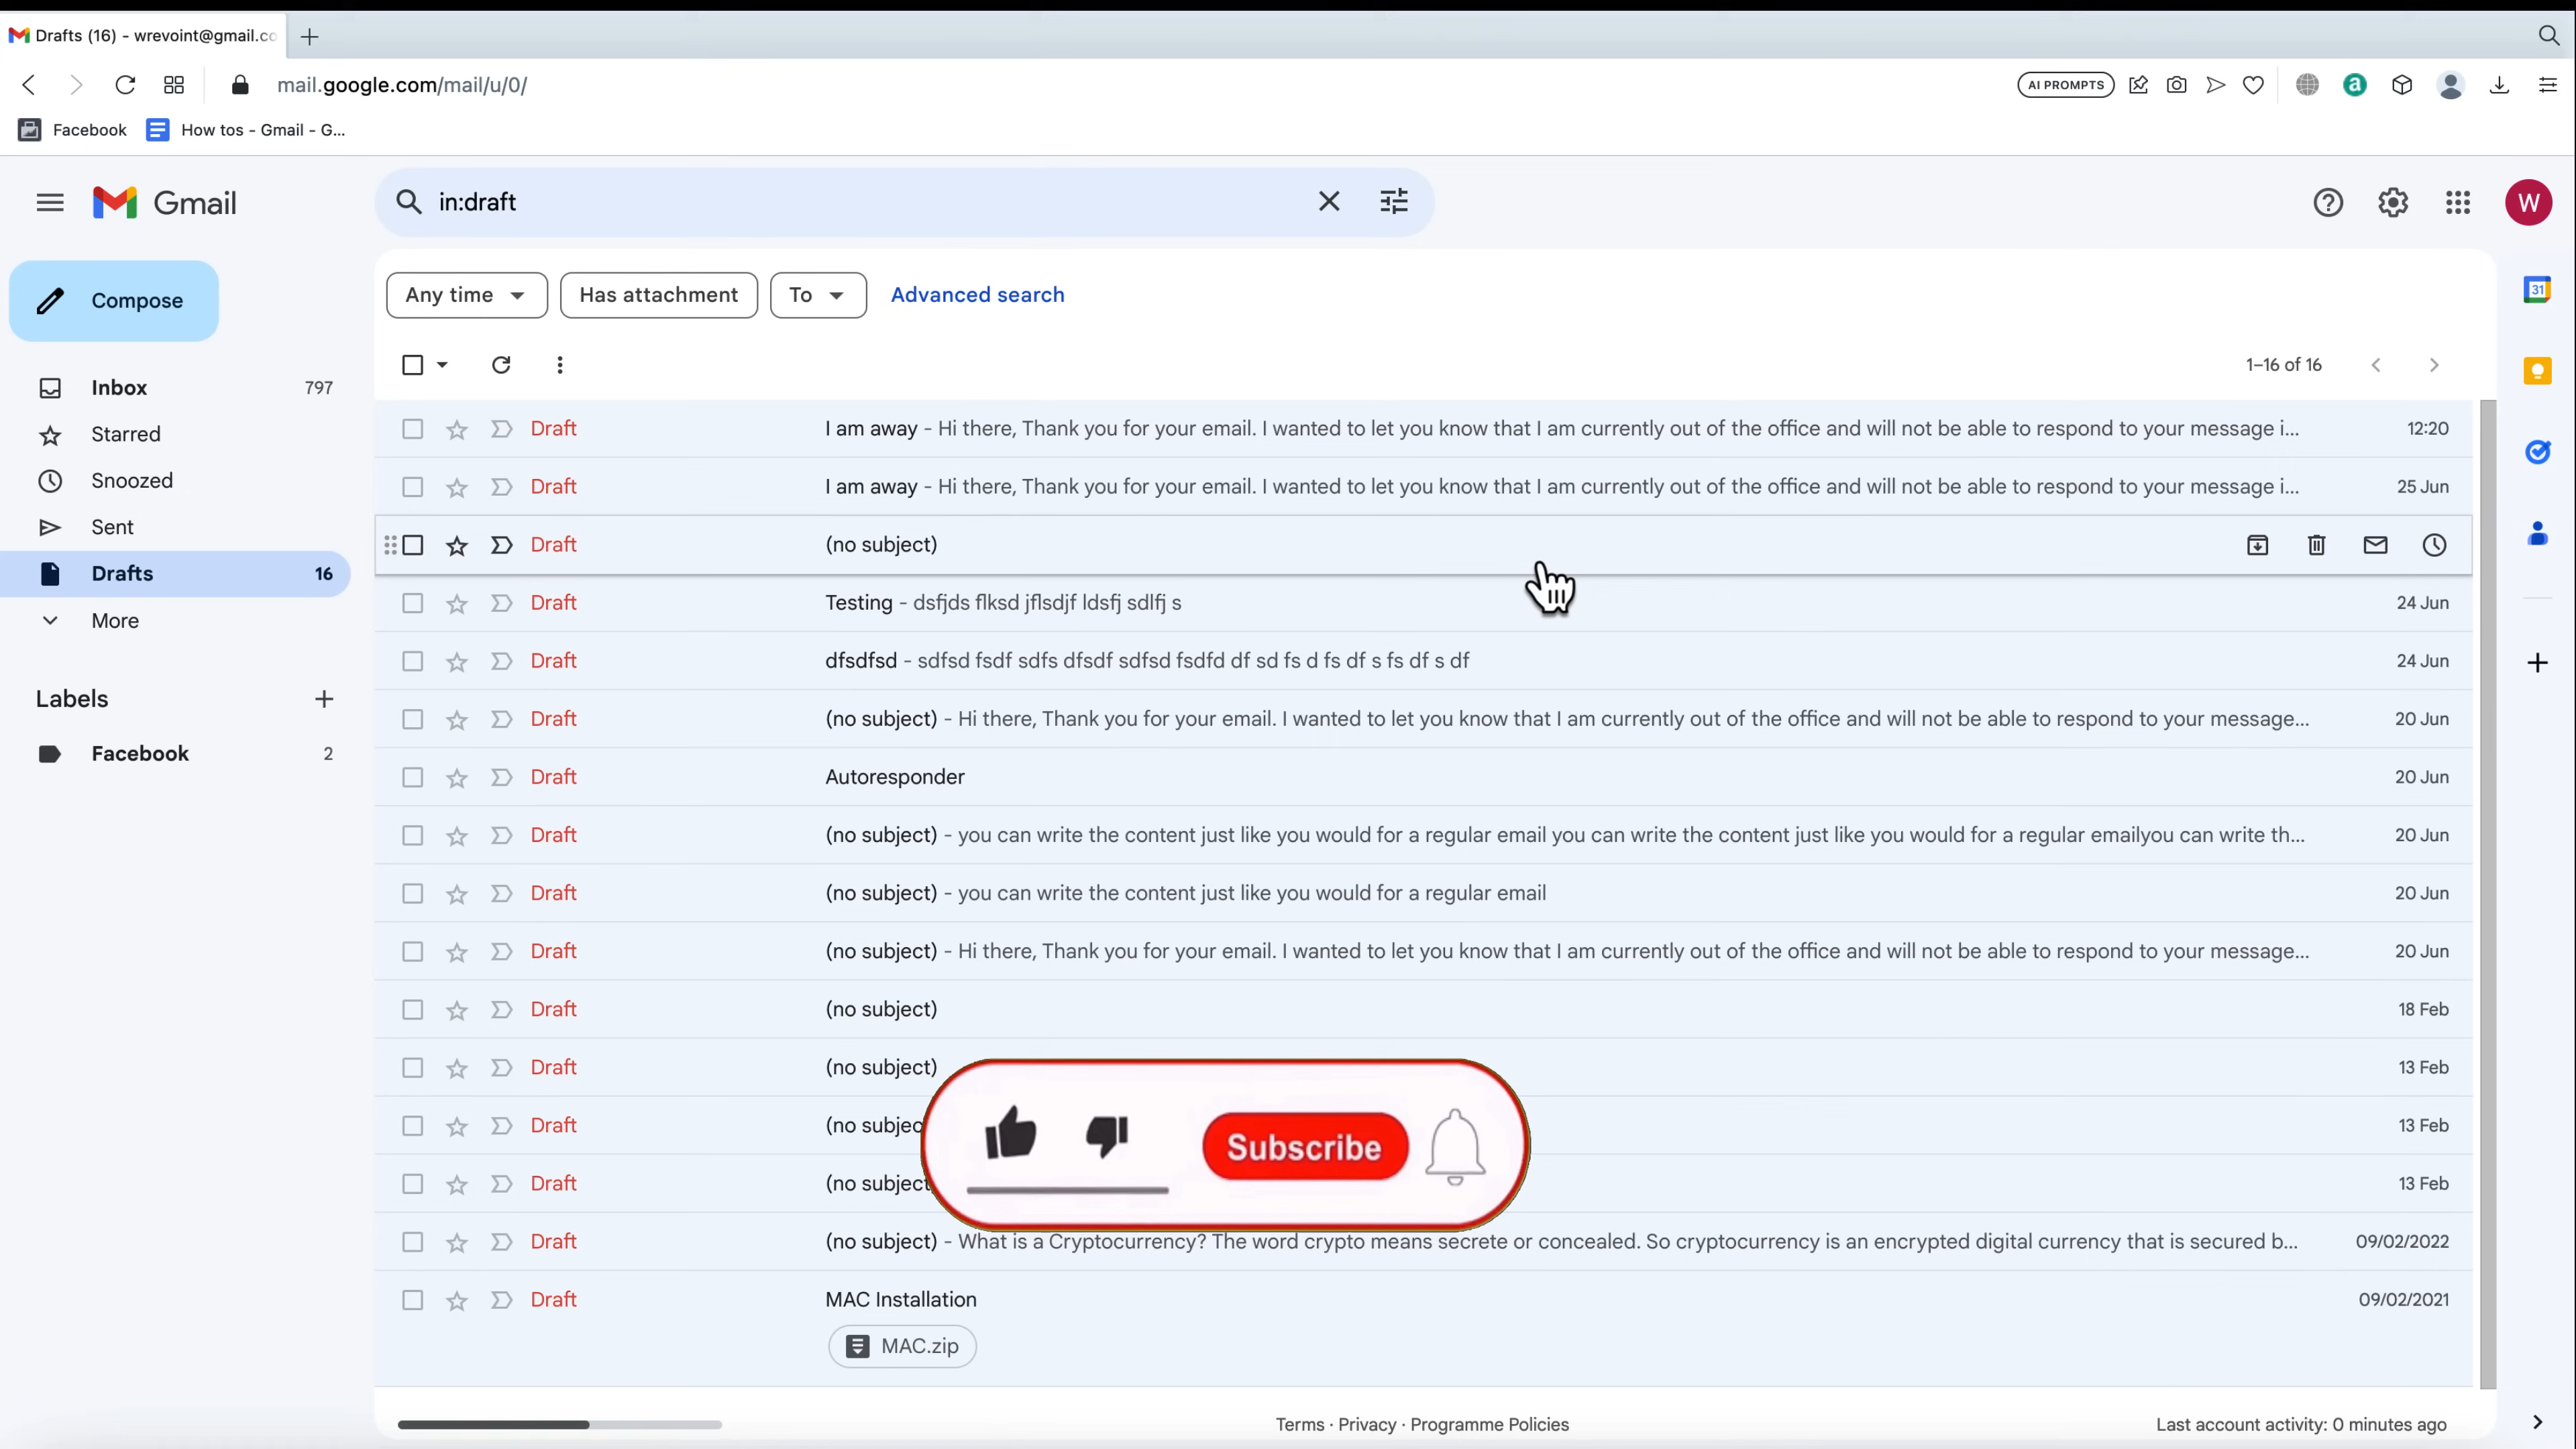 Drafts (16) - wrevoint@gmail.co
mail.google.com/mail/u/0/
AI PROMPTS
a
Facebook
How tos - Gmail - G...
Gmail
in:draft
W
Compose
Any time
Has attachment
To
Advanced search
31
1–16 of 16
Inbox 797
Starred
Snoozed
Sent
Drafts 16
More
Labels
Facebook 2
Draft I am away - Hi there, Thank you for your email. I wanted to let you know that I am currently out of the office and will not be able to respond to your message i... 12:20
Draft I am away - Hi there, Thank you for your email. I wanted to let you know that I am currently out of the office and will not be able to respond to your message i... 25 Jun
Draft (no subject)
Draft Testing - dsfjds flksd jflsdjf ldsfj sdlfj s 24 Jun
Draft dfsdfsd - sdfsd fsdf sdfs dfsdf sdfsd fsdfd df sd fs d fs df s fs df s df 24 Jun
Draft (no subject) - Hi there, Thank you for your email. I wanted to let you know that I am currently out of the office and will not be able to respond to your message... 20 Jun
Draft Autoresponder 20 Jun
Draft (no subject) - you can write the content just like you would for a regular email you can write the content just like you would for a regular emailyou can write th... 20 Jun
Draft (no subject) - you can write the content just like you would for a regular email 20 Jun
Draft (no subject) - Hi there, Thank you for your email. I wanted to let you know that I am currently out of the office and will not be able to respond to your message... 20 Jun
Draft (no subject) 18 Feb
Draft (no subject) 13 Feb
Draft (no subjec 13 Feb
Draft (no subject 13 Feb
Subscribe
Draft (no subject) - What is a Cryptocurrency? The word crypto means secrete or concealed. So cryptocurrency is an encrypted digital currency that is secured b... 09/02/2022
Draft MAC Installation 09/02/2021
MAC.zip
Terms · Privacy · Programme Policies
Last account activity: 0 minutes ago